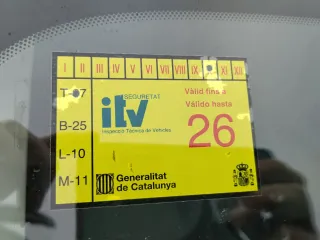 I II III IV V VI VII VIII IX XI XII
T-07
SEGURETAT
itv
Inspecció Tècnica de Vehicles
Vàlid fins a
Válido hasta
26
B-25
L-10
M-11
Generalitat
de Catalunya